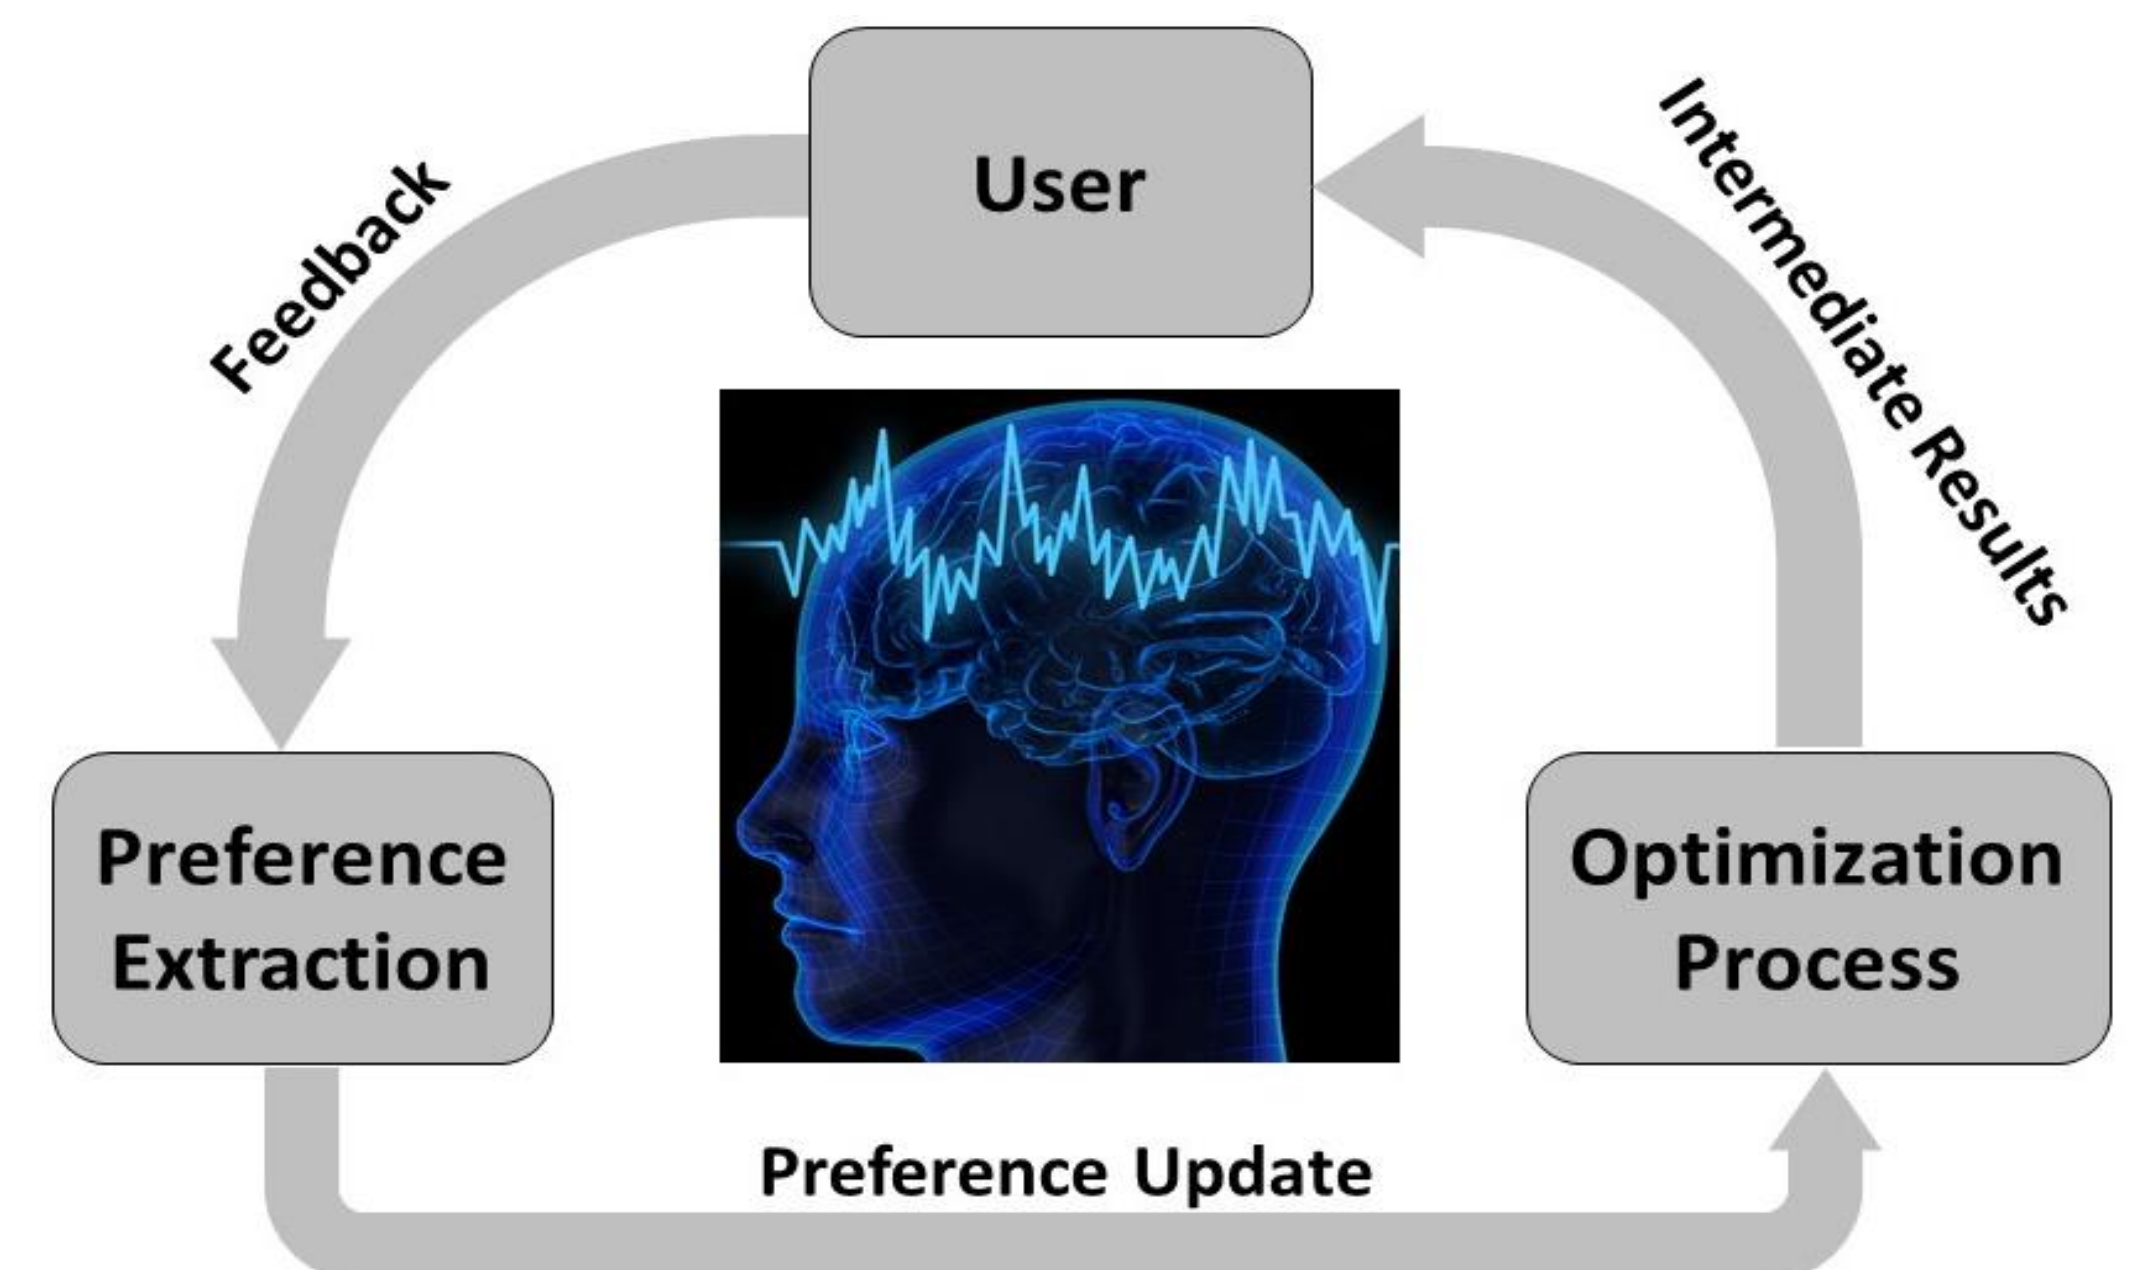 User
Feedback
Intermediate Results
Preference
Extraction
Optimization
Process
Preference Update